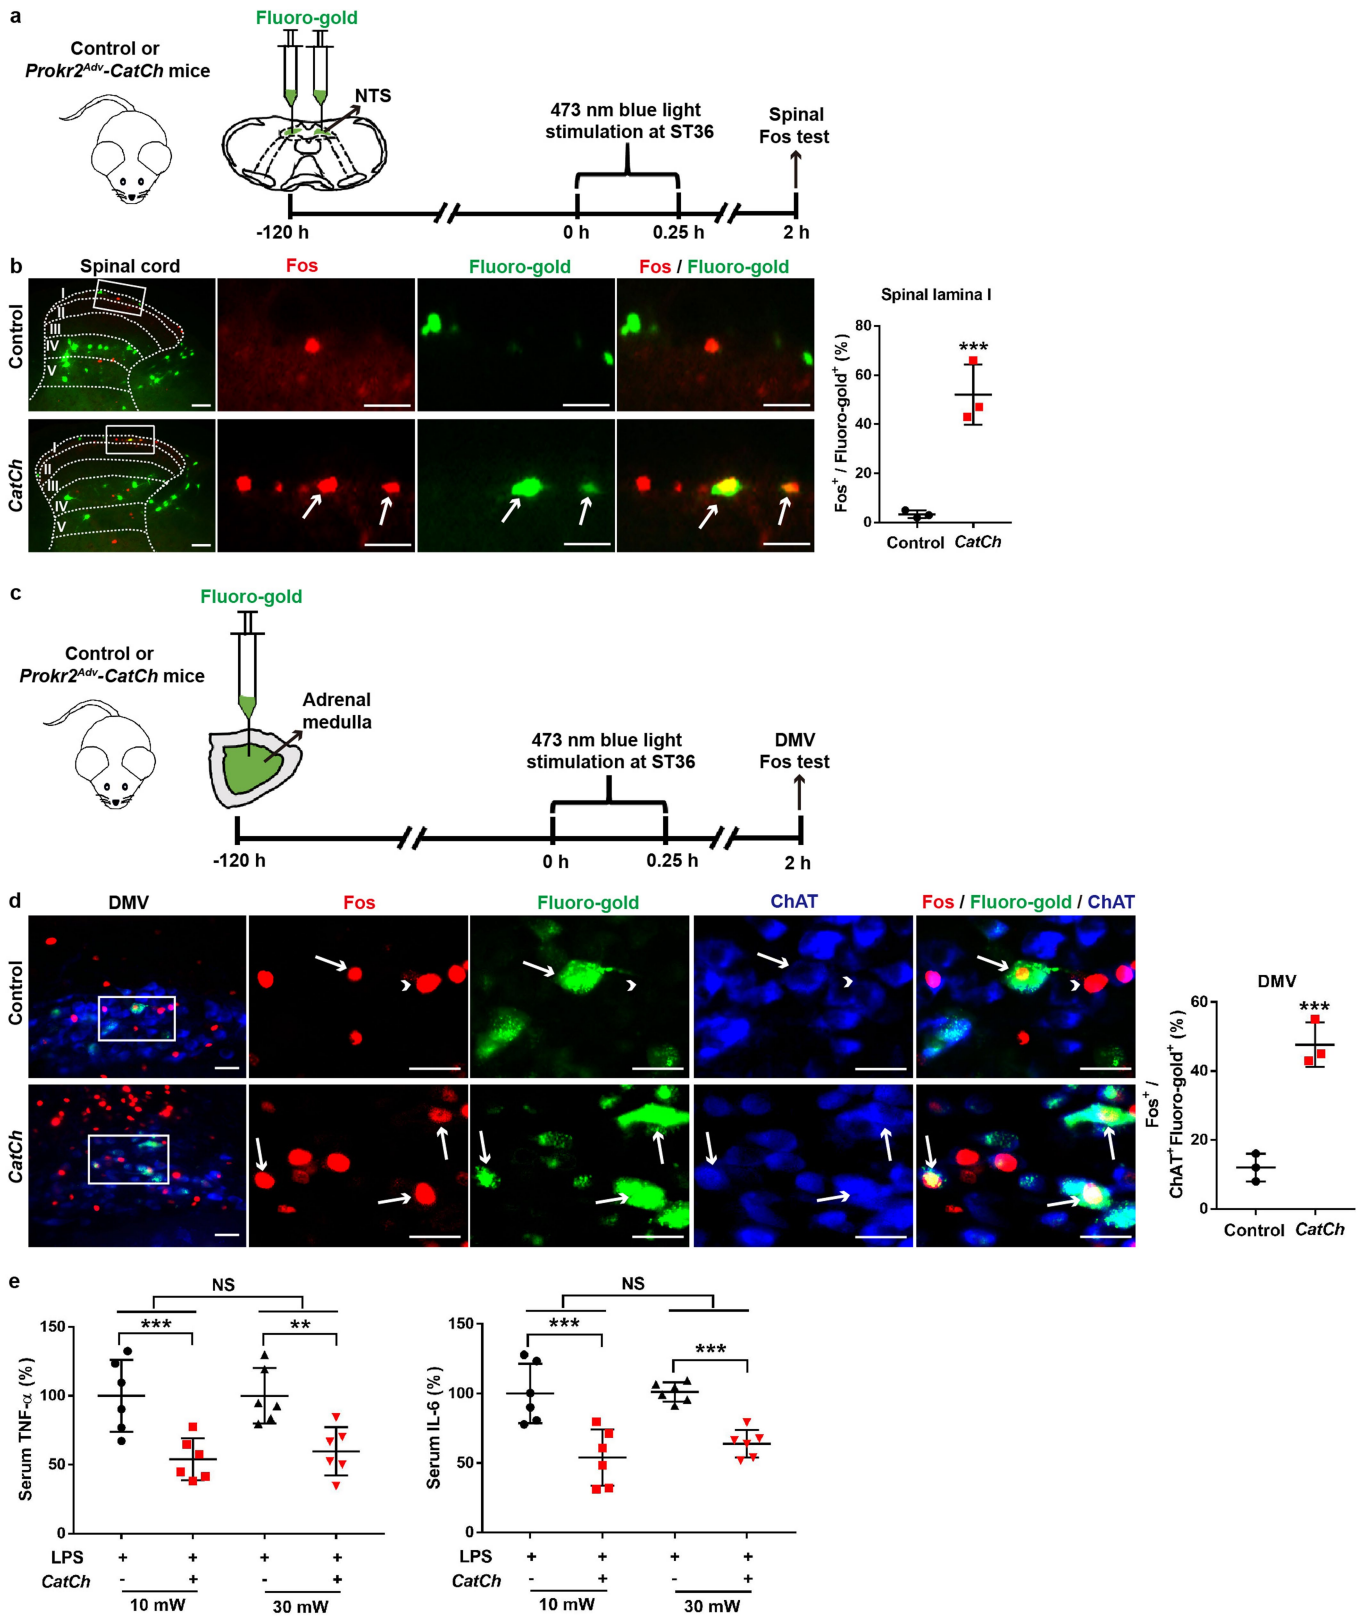 a
Fluoro-gold
Control or
Prokr2Adv-CatCh mice
NTS
473 nm blue light
stimulation at ST36
Spinal
Fos test
-120 h
0 h
0.25 h
2 h
b
Spinal cord
Fos
Fluoro-gold
Fos / Fluoro-gold
Control
I
II
III
IV
V
CatCh
I
II
III
IV
V
Spinal lamina I
Fos+ / Fluoro-gold+ (%)
80
60
40
20
0
***
Control
CatCh
c
Fluoro-gold
Control or
Prokr2Adv-CatCh mice
Adrenal
medulla
473 nm blue light
stimulation at ST36
DMV
Fos test
-120 h
0 h
0.25 h
2 h
d
DMV
Fos
Fluoro-gold
ChAT
Fos / Fluoro-gold / ChAT
Control
CatCh
DMV
Fos+ /
ChAT+Fluoro-gold+ (%)
60
40
20
0
***
Control
CatCh
e
NS
***
**
Serum TNF-α (%)
150
100
50
0
LPS + + + +
CatCh - + - +
10 mW
30 mW
NS
***
***
Serum IL-6 (%)
150
100
50
0
LPS + + + +
CatCh - + - +
10 mW
30 mW